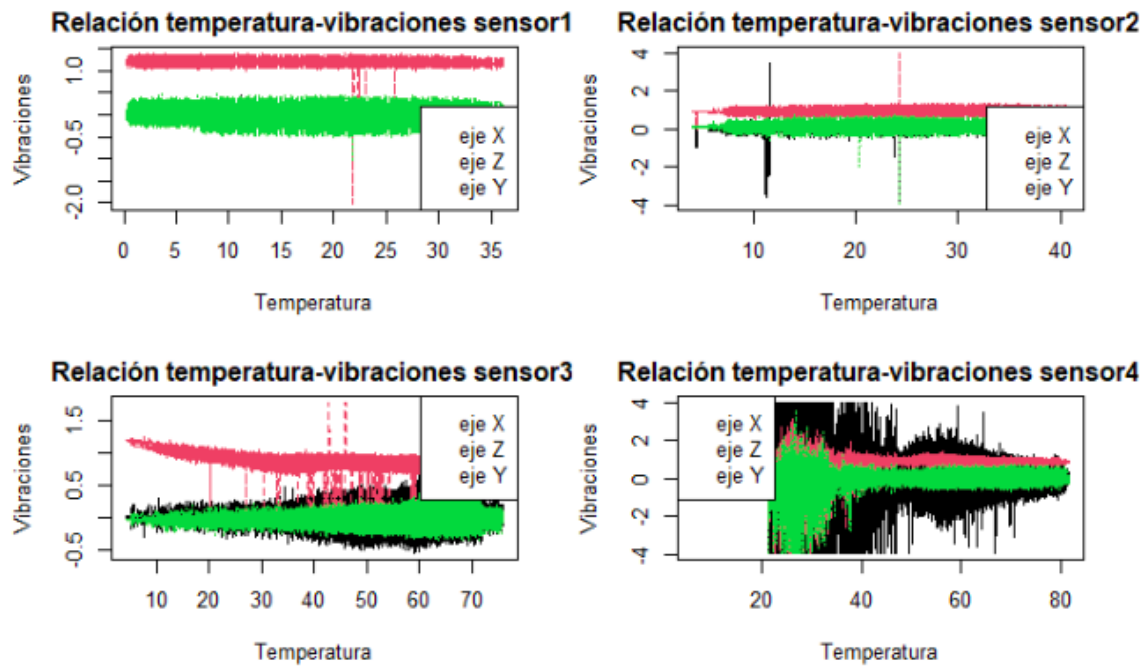 Relación temperatura-vibraciones sensor1
Vibraciones
1.0
-0.5
-2.0
eje X
eje Z
eje Y
0 5 10 15 20 25 30 35
Temperatura
Relación temperatura-vibraciones sensor2
Vibraciones
4
2
0
-2
-4
eje X
eje Z
eje Y
10 20 30 40
Temperatura
Relación temperatura-vibraciones sensor3
Vibraciones
1.5
0.5
-0.5
eje X
eje Z
eje Y
10 20 30 40 50 60 70
Temperatura
Relación temperatura-vibraciones sensor4
Vibraciones
4
2
0
-2
-4
eje X
eje Z
eje Y
20 40 60 80
Temperatura